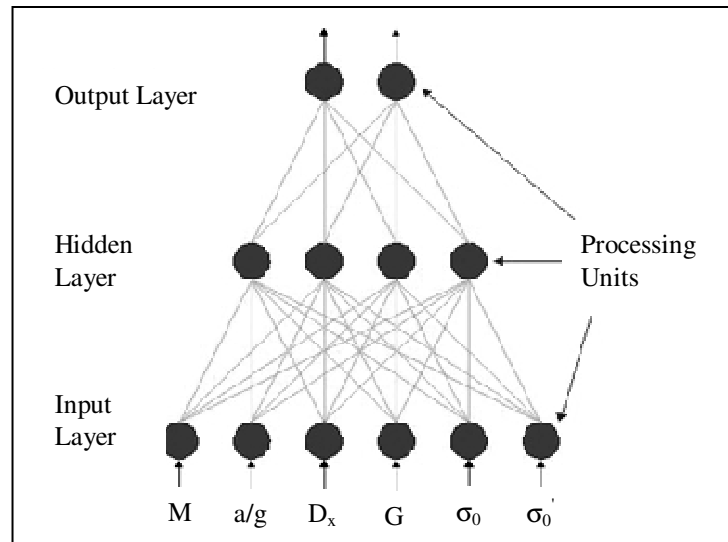 Output Layer
Hidden
Layer
Processing
Units
Input
Layer
M a/g Dₓ G σ₀ σ₀'